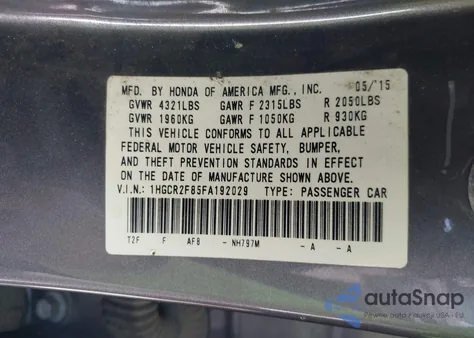 MFD. BY HONDA OF AMERICA MFG., INC. 05/'15
GVWR 4321LBS GAWR F 2315LBS R 2050LBS
GVWR 1960KG GAWR F 1050KG R 930KG
THIS VEHICLE CONFORMS TO ALL APPLICABLE
FEDERAL MOTOR VEHICLE SAFETY, BUMPER,
AND THEFT PREVENTION STANDARDS IN EFFECT
ON THE DATE OF MANUFACTURE SHOWN ABOVE.
V.I.N.: 1HGCR2F85FA192029 TYPE: PASSENGER CAR
T2F F AF8 - NH797M - A - A
autoSnap